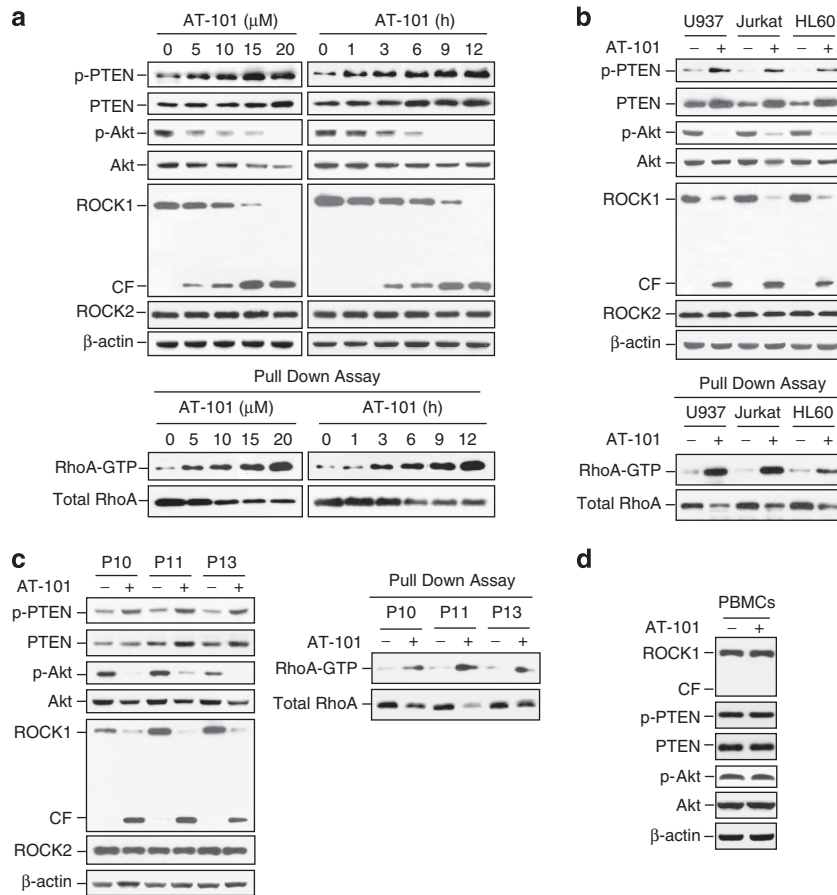 a
AT-101 (μM) AT-101 (h)
0 5 10 15 20 0 1 3 6 9 12
p-PTEN
PTEN
p-Akt
Akt
ROCK1
CF
ROCK2
β-actin
Pull Down Assay
AT-101 (μM) AT-101 (h)
0 5 10 15 20 0 1 3 6 9 12
RhoA-GTP
Total RhoA
b
U937 Jurkat HL60
AT-101 – + – + – +
p-PTEN
PTEN
p-Akt
Akt
ROCK1
CF
ROCK2
β-actin
Pull Down Assay
U937 Jurkat HL60
AT-101 – + – + – +
RhoA-GTP
Total RhoA
c
P10 P11 P13
AT-101 – + – + – +
p-PTEN
PTEN
p-Akt
Akt
ROCK1
CF
ROCK2
β-actin
Pull Down Assay
P10 P11 P13
AT-101 – + – + – +
RhoA-GTP
Total RhoA
d
PBMCs
AT-101 – +
ROCK1
CF
p-PTEN
PTEN
p-Akt
Akt
β-actin